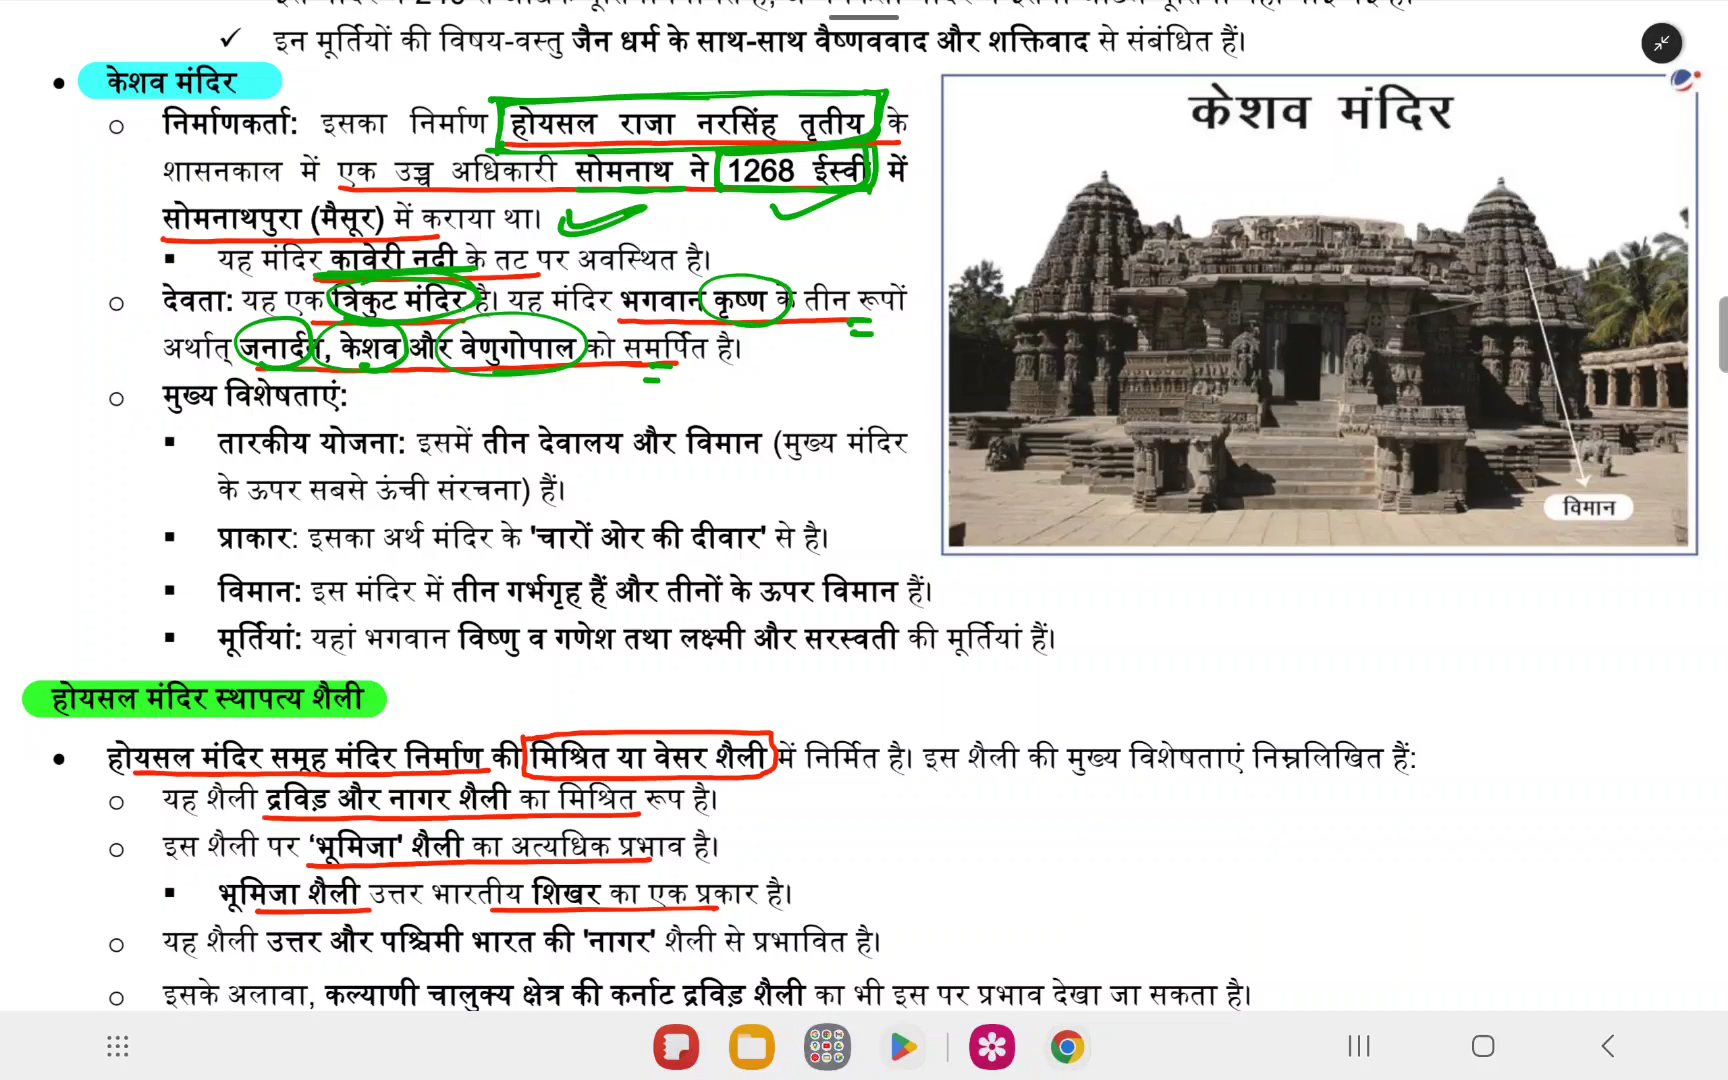 ✓ इन मूर्तियों की विषय-वस्तु जैन धर्म के साथ-साथ वैष्णववाद और शक्तिवाद से संबंधित हैं।
• केशव मंदिर
केशव मंदिर
o निर्माणकर्ता: इसका निर्माण होयसल राजा नरसिंह तृतीय के
शासनकाल में एक उच्च अधिकारी सोमनाथ ने 1268 ईस्वी में
सोमनाथपुरा (मैसूर) में कराया था।
▪ यह मंदिर कावेरी नदी के तट पर अवस्थित है।
o देवता: यह एक त्रिकुट मंदिर है। यह मंदिर भगवान कृष्ण के तीन रूपों
अर्थात् जनार्दन, केशव और वेणुगोपाल को समर्पित है।
o मुख्य विशेषताएं:
▪ तारकीय योजना: इसमें तीन देवालय और विमान (मुख्य मंदिर
के ऊपर सबसे ऊंची संरचना) हैं।
विमान
▪ प्राकार: इसका अर्थ मंदिर के 'चारों ओर की दीवार' से है।
▪ विमान: इस मंदिर में तीन गर्भगृह हैं और तीनों के ऊपर विमान हैं।
▪ मूर्तियां: यहां भगवान विष्णु व गणेश तथा लक्ष्मी और सरस्वती की मूर्तियां हैं।
होयसल मंदिर स्थापत्य शैली
• होयसल मंदिर समूह मंदिर निर्माण की मिश्रित या वेसर शैली में निर्मित है। इस शैली की मुख्य विशेषताएं निम्नलिखित हैं:
o यह शैली द्रविड़ और नागर शैली का मिश्रित रूप है।
o इस शैली पर 'भूमिजा' शैली का अत्यधिक प्रभाव है।
▪ भूमिजा शैली उत्तर भारतीय शिखर का एक प्रकार है।
o यह शैली उत्तर और पश्चिमी भारत की 'नागर' शैली से प्रभावित है।
o इसके अलावा, कल्याणी चालुक्य क्षेत्र की कर्नाट द्रविड़ शैली का भी इस पर प्रभाव देखा जा सकता है।